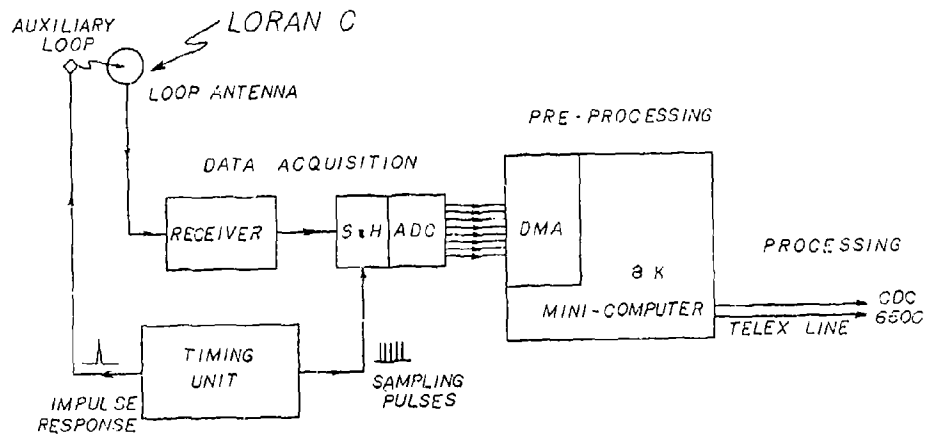 AUXILIARY
LOOP
LORAN C
LOOP ANTENNA
PRE-PROCESSING
DATA ACQUISITION
RECEIVER
S&H
ADC
DMA
PROCESSING
8 K
MINI-COMPUTER
CDC
6500
TELEX LINE
TIMING
UNIT
SAMPLING
PULSES
IMPULSE
RESPONSE